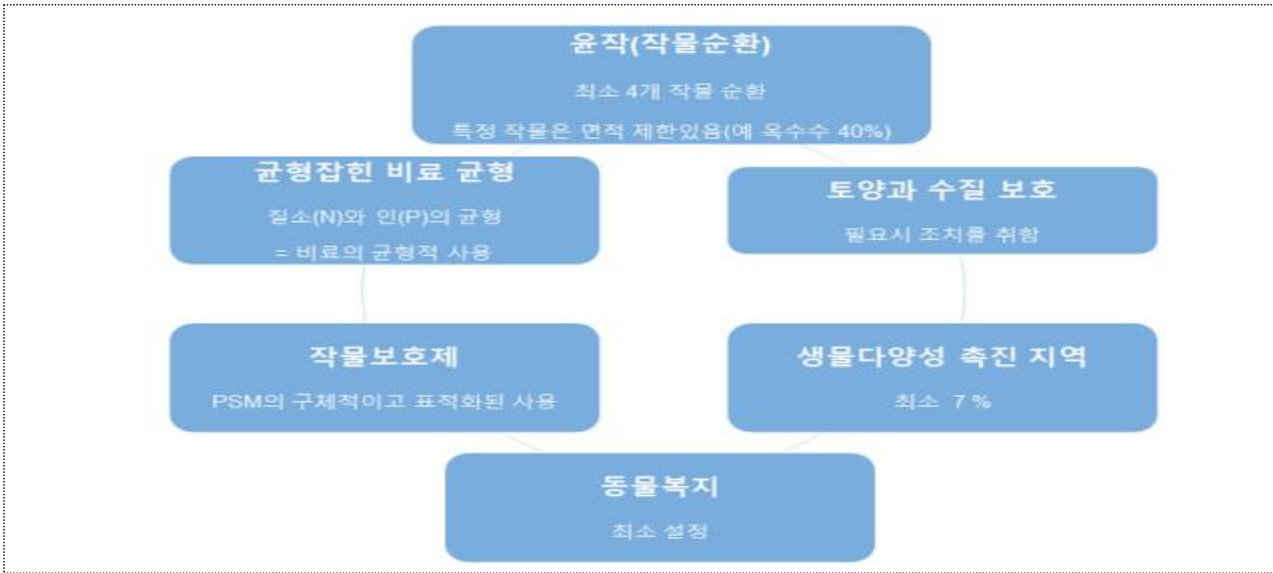 윤작(작물순환)
최소 4개 작물 순환
특정 작물은 면적 제한있음(예 옥수수 40%)
균형잡힌 비료 균형
질소(N)와 인(P)의 균형
= 비료의 균형적 사용
토양과 수질 보호
필요시 조치를 취함
작물보호제
PSM의 구체적이고 표적화된 사용
생물다양성 촉진 지역
최소 7 %
동물복지
최소 설정